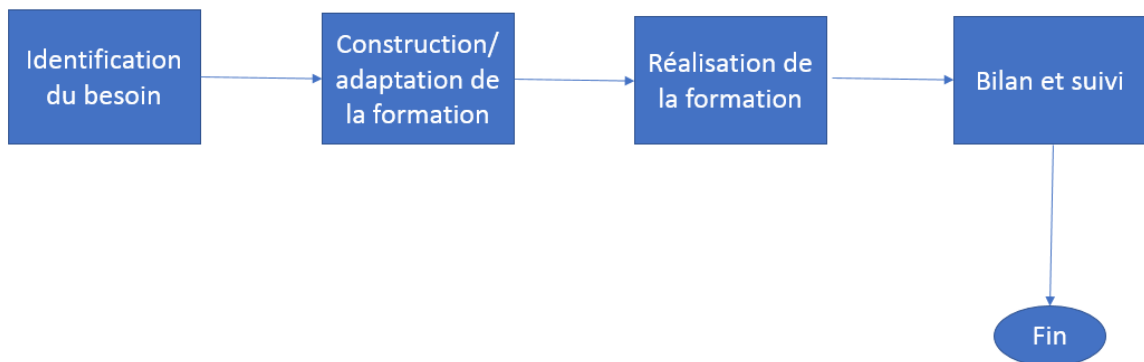 Identification
du besoin
Construction/
adaptation de
la formation
Réalisation de
la formation
Bilan et suivi
Fin